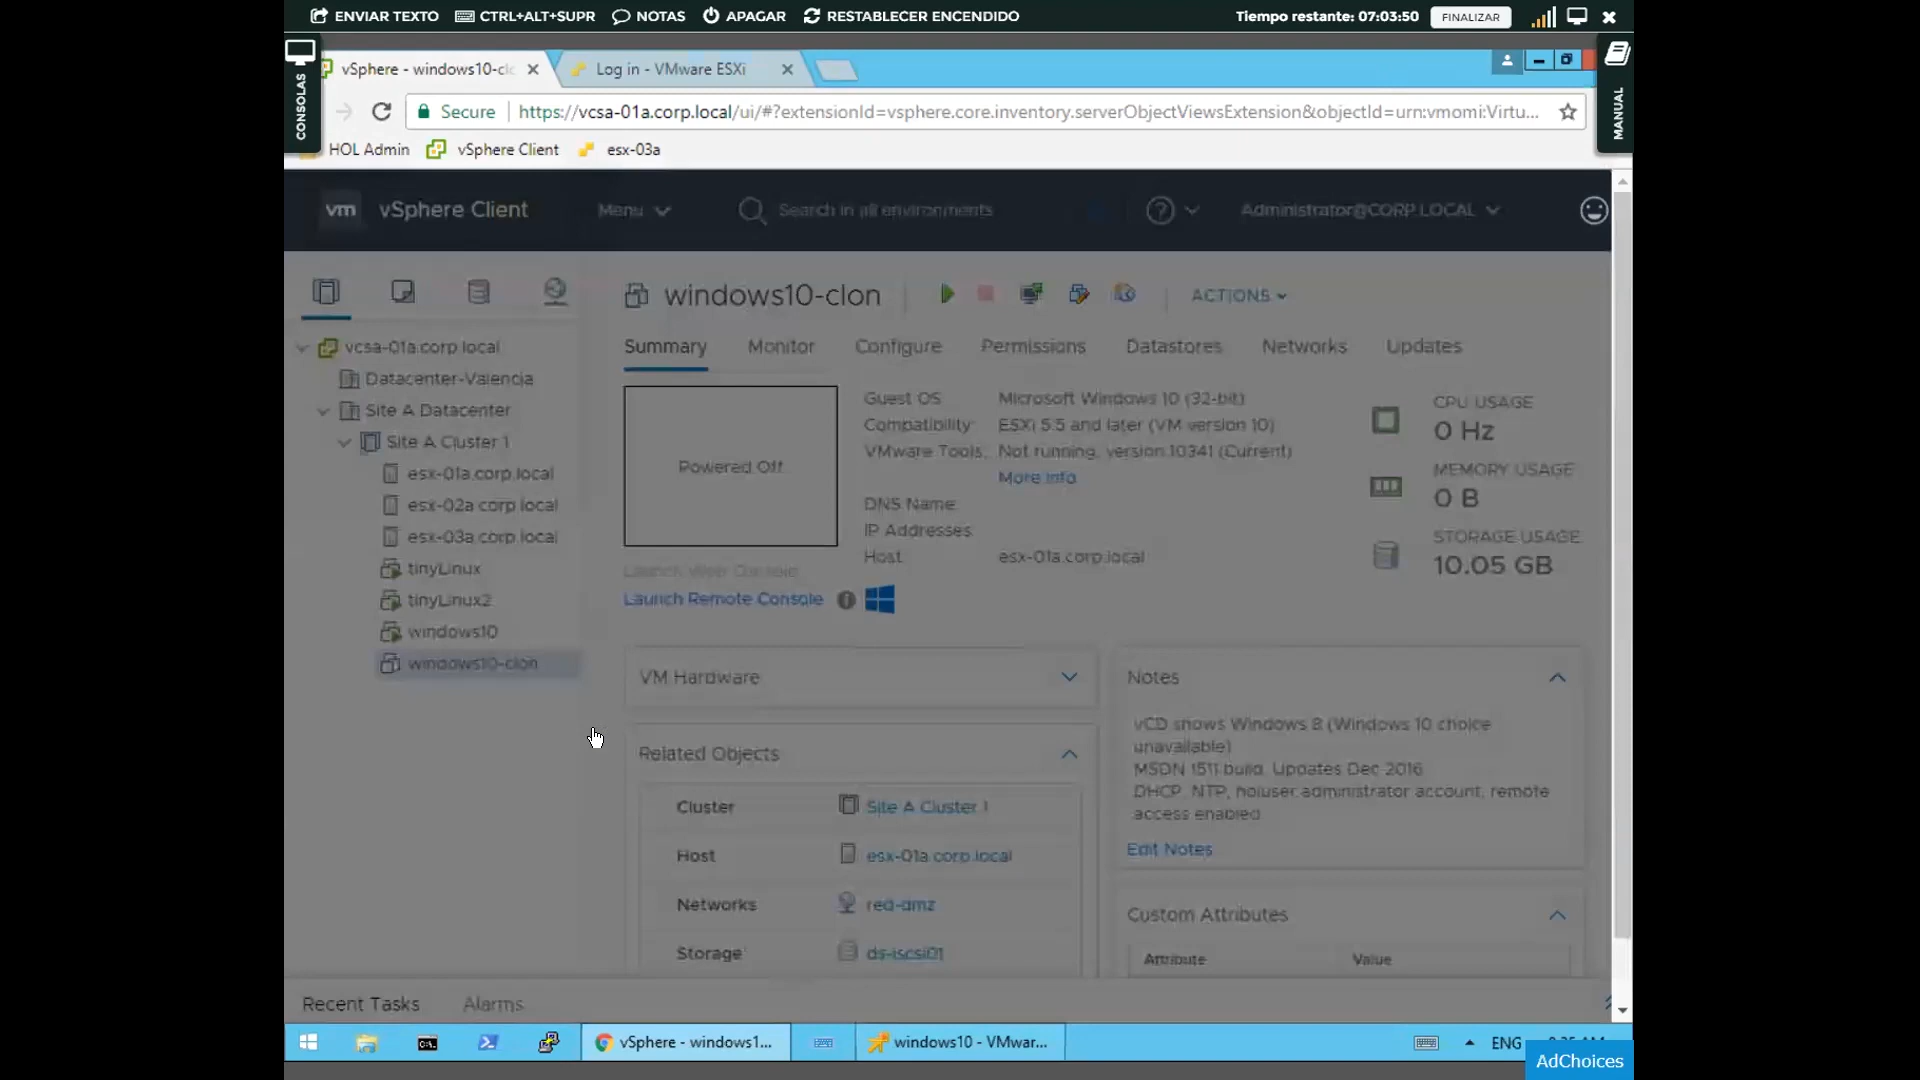 ENVIAR TEXTO CTRL+ALT+SUPR NOTAS APAGAR RESTABLECER ENCENDIDO Tiempo restante: 07:03:50 FINALIZAR
CONSOLAS
MANUAL
vSphere - windows10-clo Log in - VMware ESXi
Secure https://vcsa-01a.corp.local/ui/#?extensionId=vsphere.core.inventory.serverObjectViewsExtension&objectId=urn:vmomi:Virtu...
HOL Admin vSphere Client esx-03a
vm vSphere Client Menu Search in all environments Administrator@CORP.LOCAL
windows10-clon ACTIONS
vcsa-01a.corp.local
Datacenter-Valencia
Site A Datacenter
Site A Cluster 1
esx-01a.corp.local
esx-02a.corp.local
esx-03a.corp.local
tinyLinux
tinyLinux2
windows10
windows10-clon
Summary Monitor Configure Permissions Datastores Networks Updates
Powered Off
Launch Web Console
Launch Remote Console
Guest OS: Microsoft Windows 10 (32-bit)
Compatibility: ESXi 5.5 and later (VM version 10)
VMware Tools: Not running, version:10341 (Current)
More info
DNS Name:
IP Addresses:
Host: esx-01a.corp.local
CPU USAGE
0 Hz
MEMORY USAGE
0 B
STORAGE USAGE
10.05 GB
VM Hardware
Related Objects
Cluster Site A Cluster 1
Host esx-01a.corp.local
Networks red-dmz
Storage ds-iscsi01
Notes
vCD shows Windows 8 (Windows 10 choice
unavailable)
MSDN 1511 build. Updates Dec 2016
DHCP, NTP, holuser:administrator account, remote
access enabled
Edit Notes...
Custom Attributes
Attribute Value
Recent Tasks Alarms
vSphere - windows1... windows10 - VMwar... ENG
AdChoices